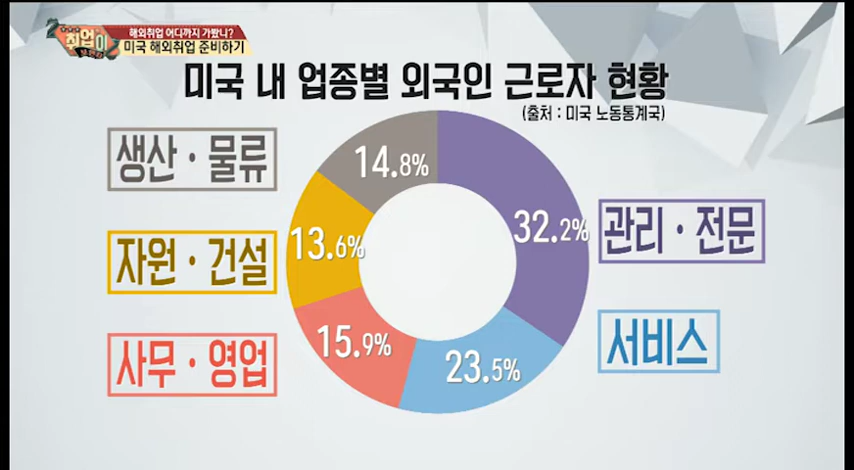 취업이
해외취업 어디까지 가봤니?
미국 해외취업 준비하기
미국 내 업종별 외국인 근로자 현황
(출처 : 미국 노동통계국)
생산·물류
14.8%
32.2%
관리·전문
자원·건설
13.6%
사무·영업
15.9%
23.5%
서비스